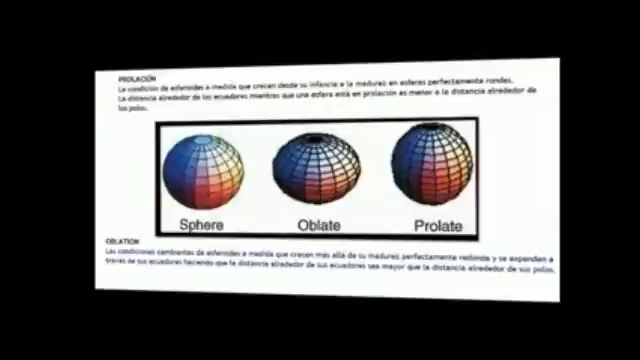 PROLACIÓN
La condición de esferoides a medida que crecen desde su infancia a la madurez en esferas perfectamente rondas.
La distancia alrededor de los ecuadores mientras que una esfera está en prolación es menor a la distancia alrededor de
los polos.
Sphere Oblate Prolate
OBLATION
Las condiciones cambiantes de esferoides a medida que crecen más allá de su madurez perfectamente redonda y se expanden a
través de sus ecuadores haciendo que la distancia alrededor de sus ecuadores sea mayor que la distancia alrededor de sus polos.